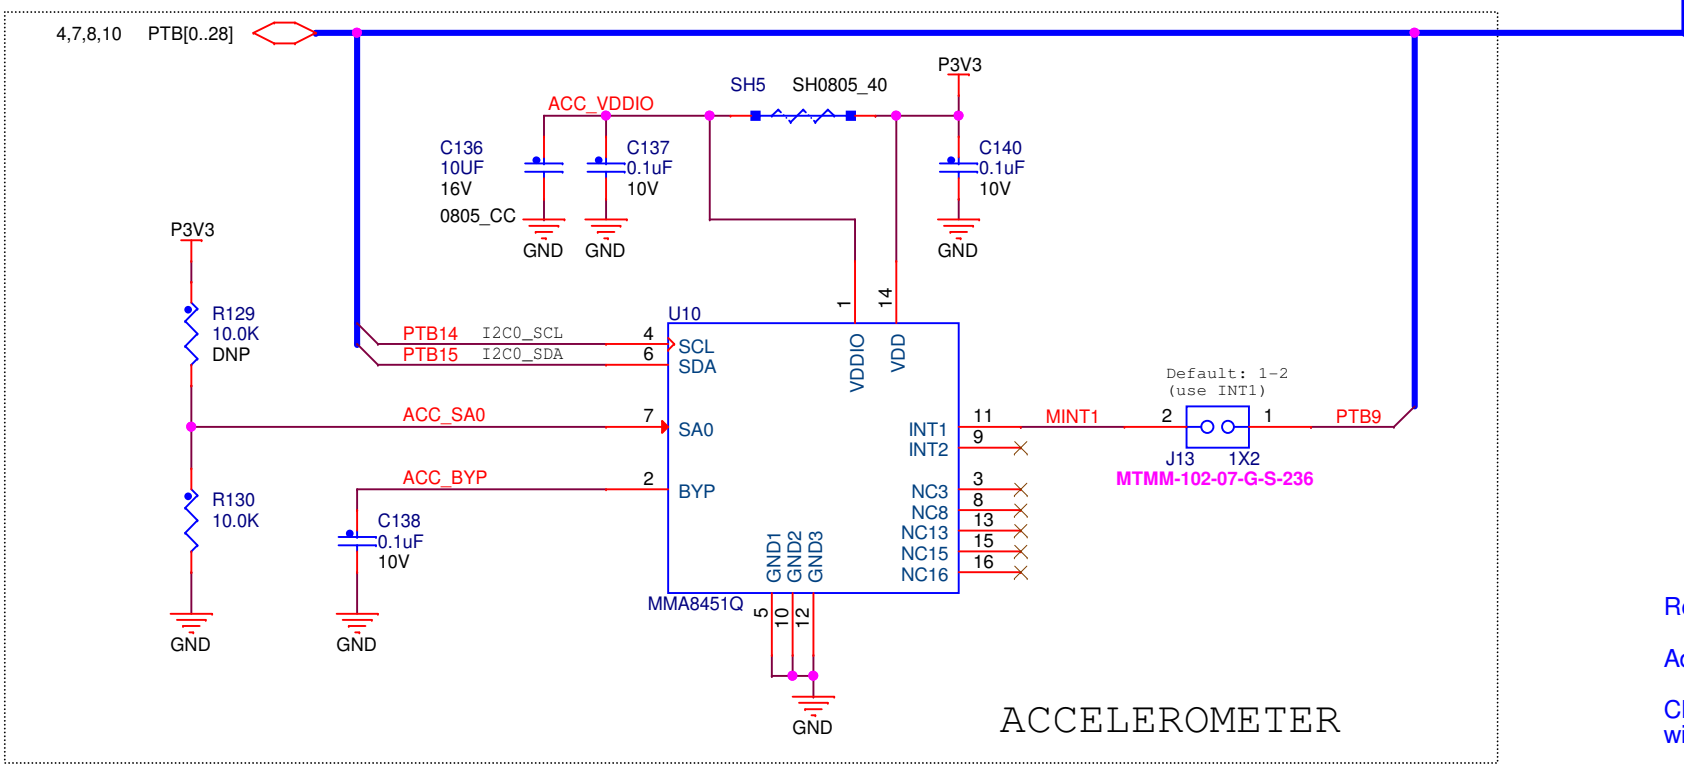 4,7,8,10 PTB[0..28]
P3V3
SH5 SH0805_40
ACC_VDDIO
C136
10UF
16V
0805_CC
C137
0.1uF
10V
C140
0.1uF
10V
GND
GND
GND
P3V3
R129
10.0K
DNP
U10
1
14
PTB14 I2C0_SCL 4 SCL
PTB15 I2C0_SDA 6 SDA
VDDIO
VDD
Default: 1-2
(use INT1)
ACC_SA0 7 SA0
INT1 11 MINT1 2 1 PTB9
INT2 9
J13 1X2
MTMM-102-07-G-S-236
ACC_BYP 2 BYP
NC3 3
NC8 8
NC13 13
NC15 15
NC16 16
R130
10.0K
C138
0.1uF
10V
GND1
GND2
GND3
MMA8451Q
5
10
12
GND
GND
GND
ACCELEROMETER